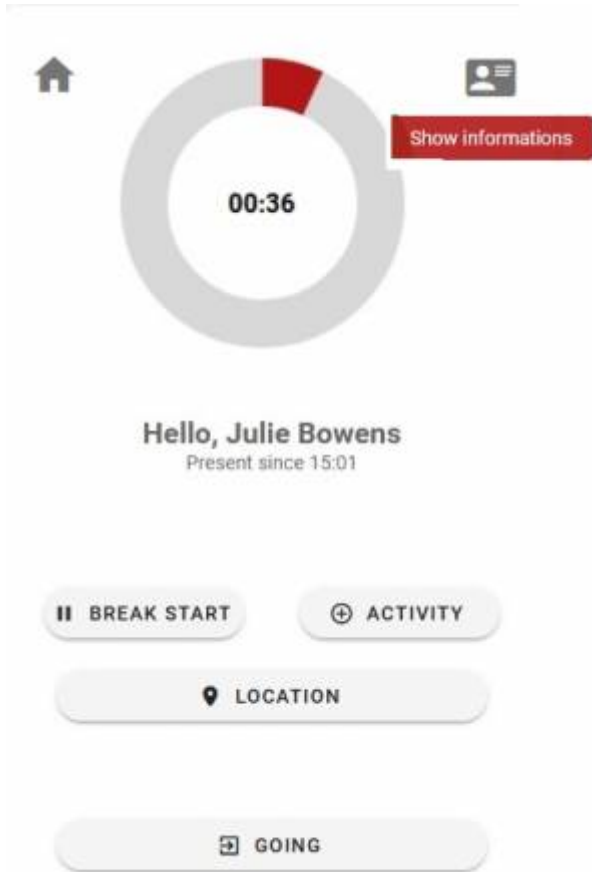 Show informations
00:36
Hello, Julie Bowens
Present since 15:01
BREAK START
ACTIVITY
LOCATION
GOING